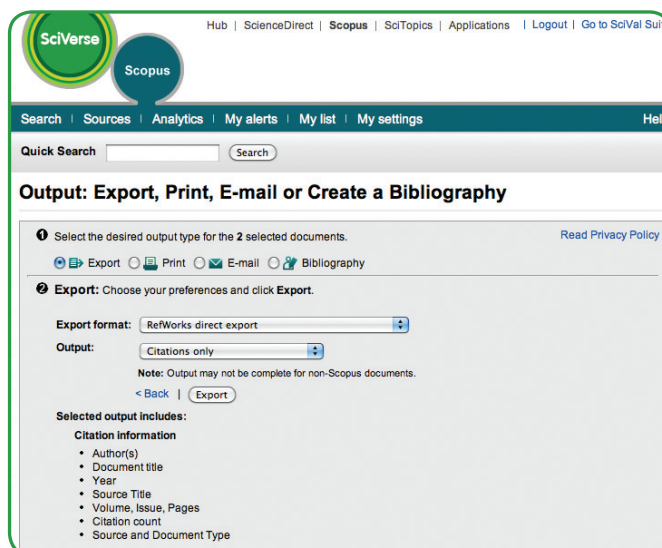 SciVerse
Scopus
Hub | ScienceDirect | Scopus | SciTopics | Applications | Logout | Go to SciVal Sui
Search | Sources | Analytics | My alerts | My list | My settings Hel
Quick Search Search
Output: Export, Print, E-mail or Create a Bibliography
1 Select the desired output type for the 2 selected documents. Read Privacy Policy
Export Print E-mail Bibliography
2 Export: Choose your preferences and click Export.
Export format: RefWorks direct export
Output: Citations only
Note: Output may not be complete for non-Scopus documents.
< Back | Export
Selected output includes:
Citation information
• Author(s)
• Document title
• Year
• Source Title
• Volume, Issue, Pages
• Citation count
• Source and Document Type